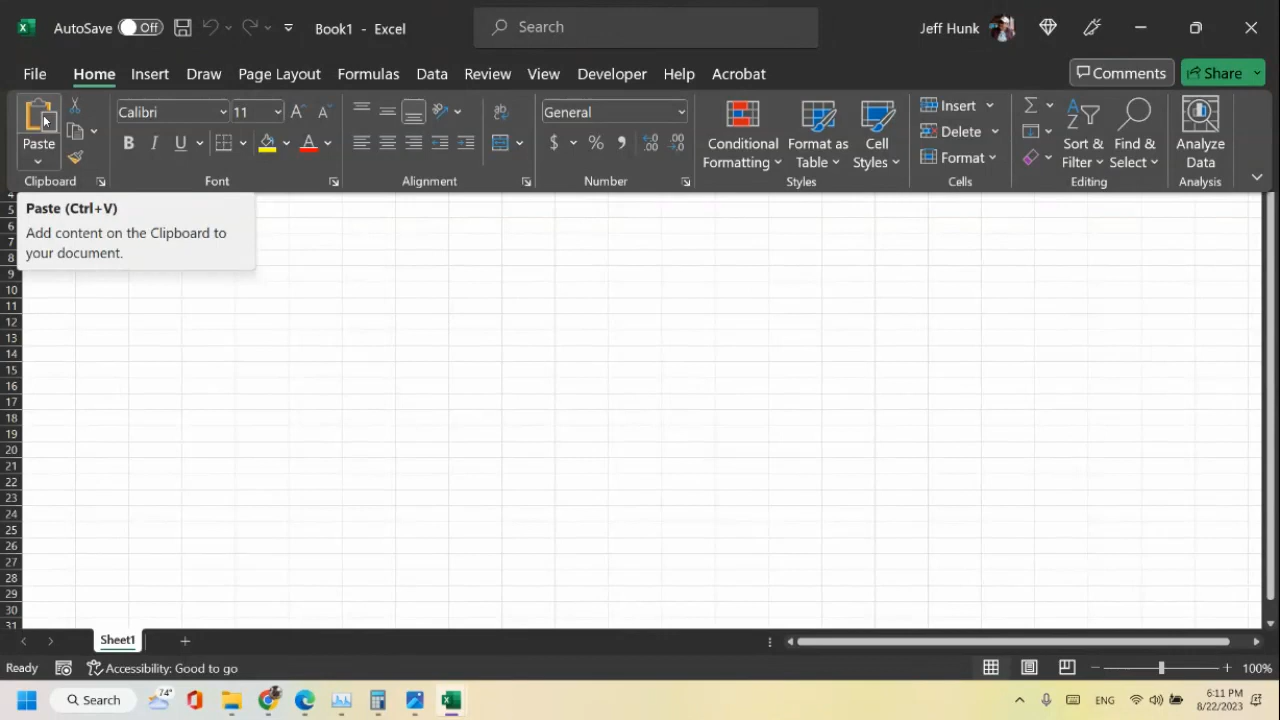 AutoSave Off Book1 - Excel Search Jeff Hunk
File Home Insert Draw Page Layout Formulas Data Review View Developer Help Acrobat Comments Share
Calibri 11 General Insert
Delete
Format
Paste B I U $ % , Conditional Formatting Format as Table Cell Styles Sort & Filter Find & Select Analyze Data
Clipboard Font Alignment Number Styles Cells Editing Analysis
Paste (Ctrl+V)
Add content on the Clipboard to
your document.
4
5
6
7
8
9
10
11
12
13
14
15
16
17
18
19
20
21
22
23
24
25
26
27
28
29
30
31
Sheet1
Ready Accessibility: Good to go 100%
Search 74° ENG 6:11 PM
8/22/2023